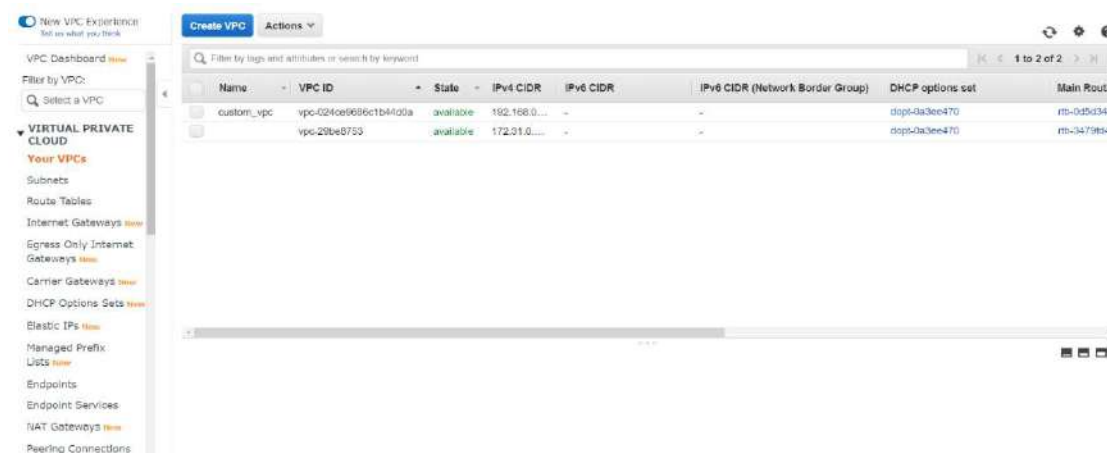 New VPC Experience
Tell us what you think
Create VPC Actions
VPC Dashboard New
Filter by tags and attributes or search by keyword
1 to 2 of 2
Filter by VPC:
Select a VPC
Name VPC ID State IPv4 CIDR IPv6 CIDR IPv6 CIDR (Network Border Group) DHCP options set Main Rout
custom_vpc vpc-024ce9686c1b44d0a available 192.168.0.... - - dopt-0a3ee470 rtb-0d5d34
vpc-29be8753 available 172.31.0.... - - dopt-0a3ee470 rtb-3479fd
VIRTUAL PRIVATE
CLOUD
Your VPCs
Subnets
Route Tables
Internet Gateways New
Egress Only Internet
Gateways New
Carrier Gateways New
DHCP Options Sets New
Elastic IPs New
Managed Prefix
Lists New
Endpoints
Endpoint Services
NAT Gateways New
Peering Connections